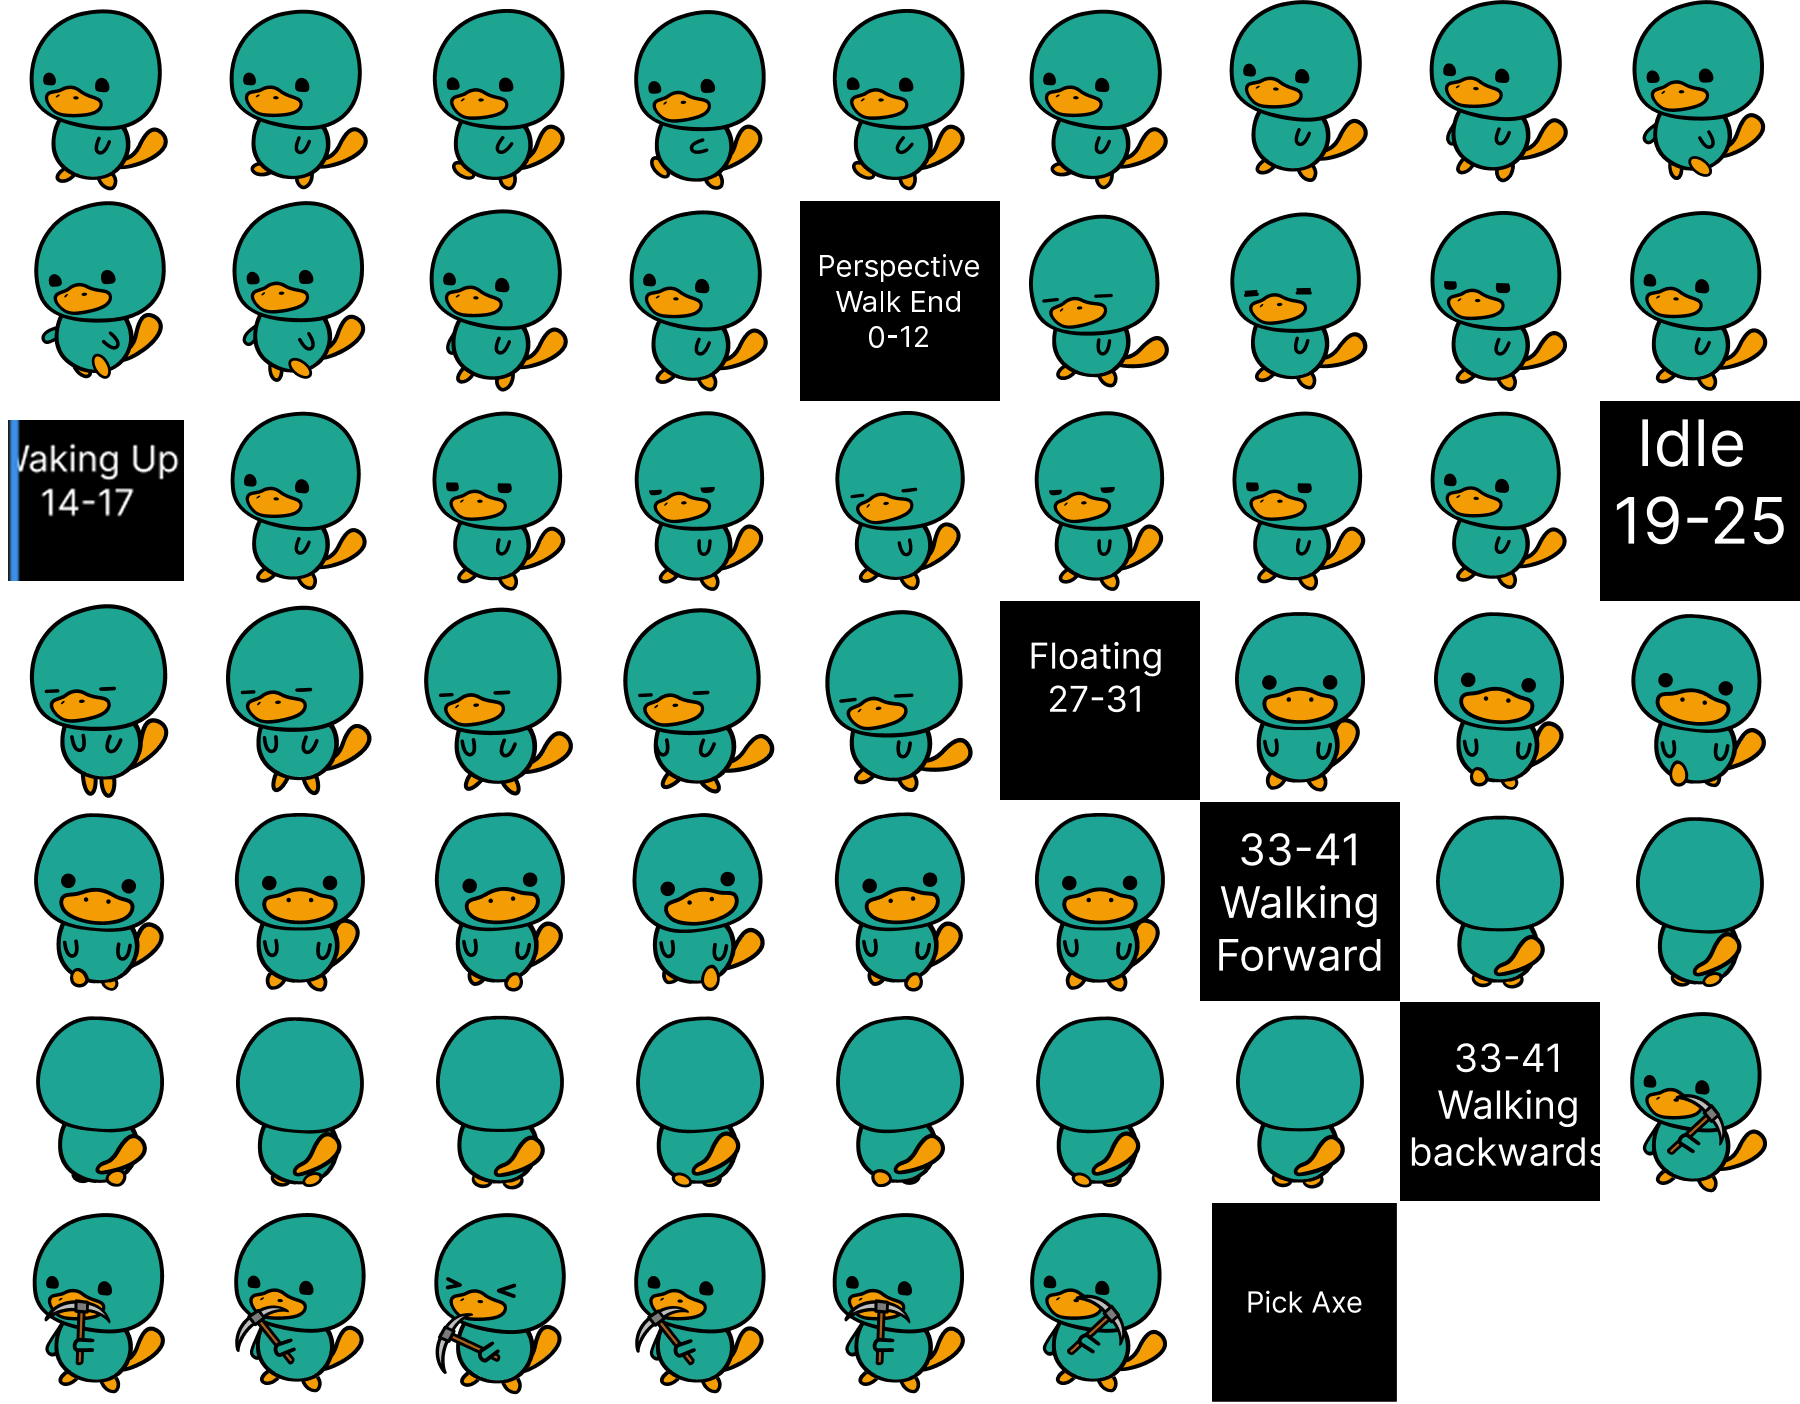 Perspective
Walk End
0-12
Waking Up
14-17
Idle
19-25
Floating
27-31
33-41
Walking
Forward
33-41
Walking
backwards
Pick Axe